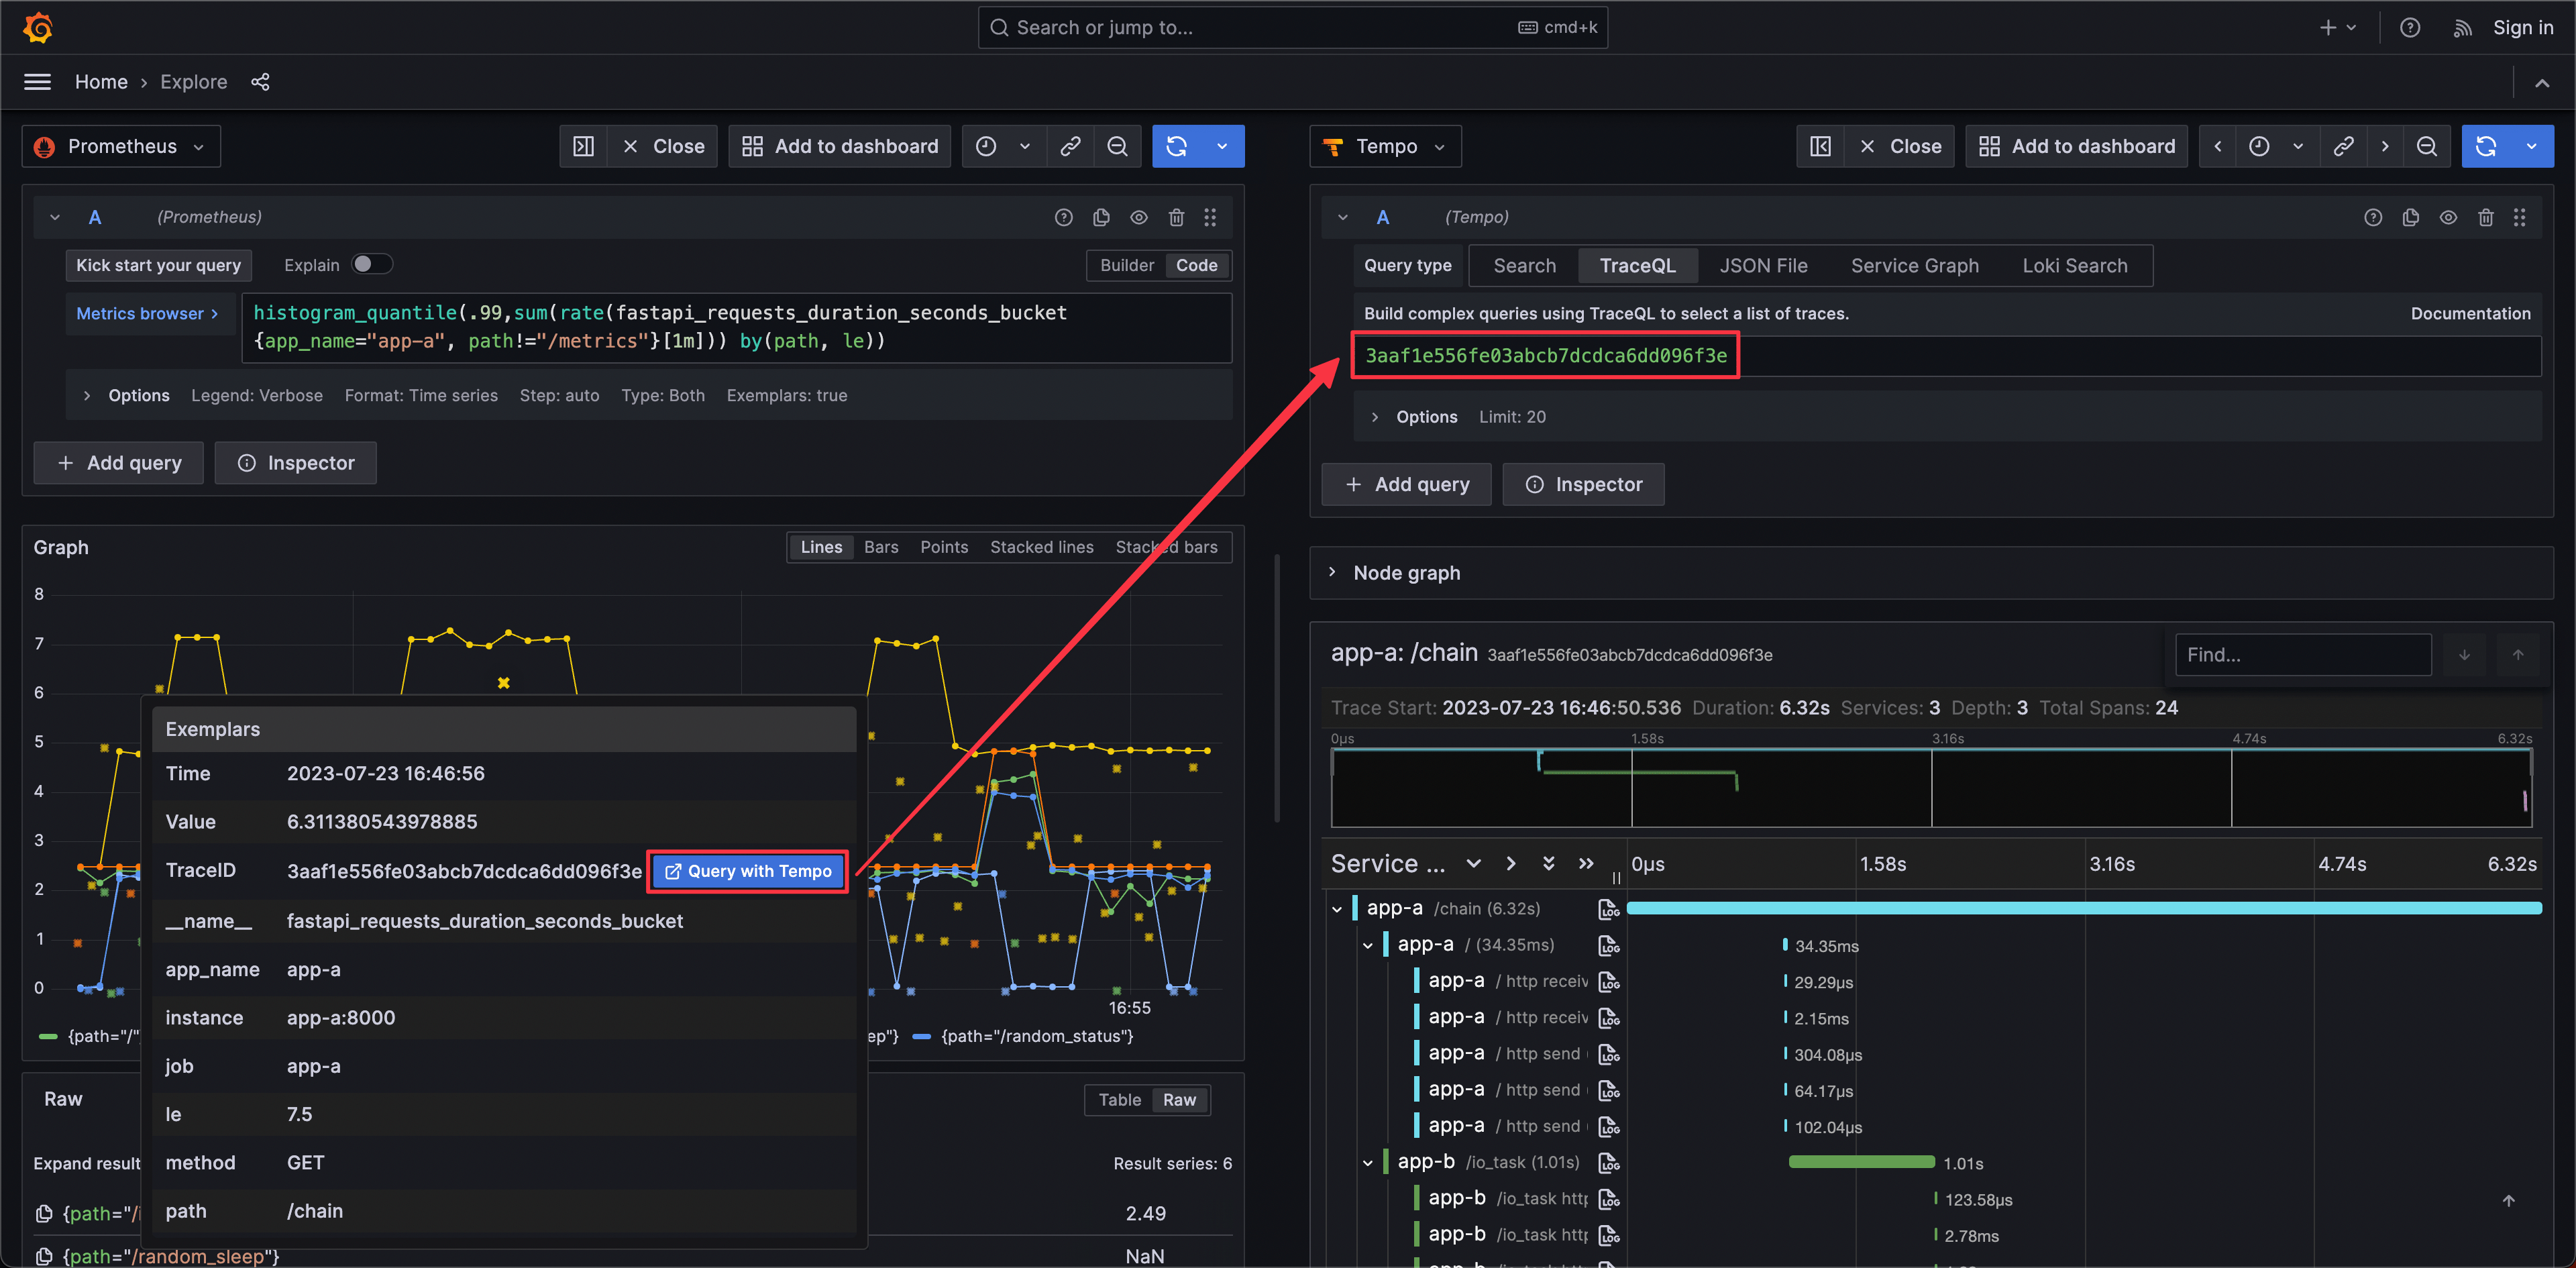 Search or jump to...
cmd+k
Sign in
Home › Explore
Prometheus
Close
Add to dashboard
A
(Prometheus)
Kick start your query
Explain
Builder
Code
Metrics browser >
histogram_quantile(.99,sum(rate(fastapi_requests_duration_seconds_bucket
{app_name="app-a", path!="/metrics"}[1m])) by(path, le))
Options
Legend: Verbose
Format: Time series
Step: auto
Type: Both
Exemplars: true
+ Add query
Inspector
Graph
Lines
Bars
Points
Stacked lines
Stacked bars
8
7
6
5
4
3
2
1
0
16:55
{path="/"
ep"}
{path="/random_status"}
Exemplars
Time 2023-07-23 16:46:56
Value 6.311380543978885
TraceID 3aaf1e556fe03abcb7dcdca6dd096f3e
Query with Tempo
__name__ fastapi_requests_duration_seconds_bucket
app_name app-a
instance app-a:8000
job app-a
le 7.5
method GET
path /chain
Raw
Table
Raw
Expand result
Result series: 6
{path="/i
2.49
{path="/random_sleep"}
NaN
Tempo
Close
Add to dashboard
A
(Tempo)
Query type
Search
TraceQL
JSON File
Service Graph
Loki Search
Build complex queries using TraceQL to select a list of traces.
Documentation
3aaf1e556fe03abcb7dcdca6dd096f3e
Options
Limit: 20
+ Add query
Inspector
Node graph
app-a: /chain 3aaf1e556fe03abcb7dcdca6dd096f3e
Find...
Trace Start: 2023-07-23 16:46:50.536 Duration: 6.32s Services: 3 Depth: 3 Total Spans: 24
0µs 1.58s 3.16s 4.74s 6.32s
Service ...
0µs 1.58s 3.16s 4.74s 6.32s
app-a /chain (6.32s) LOG
app-a / (34.35ms) LOG 34.35ms
app-a / http receiv LOG 29.29µs
app-a / http receiv LOG 2.15ms
app-a / http send LOG 304.08µs
app-a / http send LOG 64.17µs
app-a / http send LOG 102.04µs
app-b /io_task (1.01s) LOG 1.01s
app-b /io_task http LOG 123.58µs
app-b /io_task http LOG 2.78ms